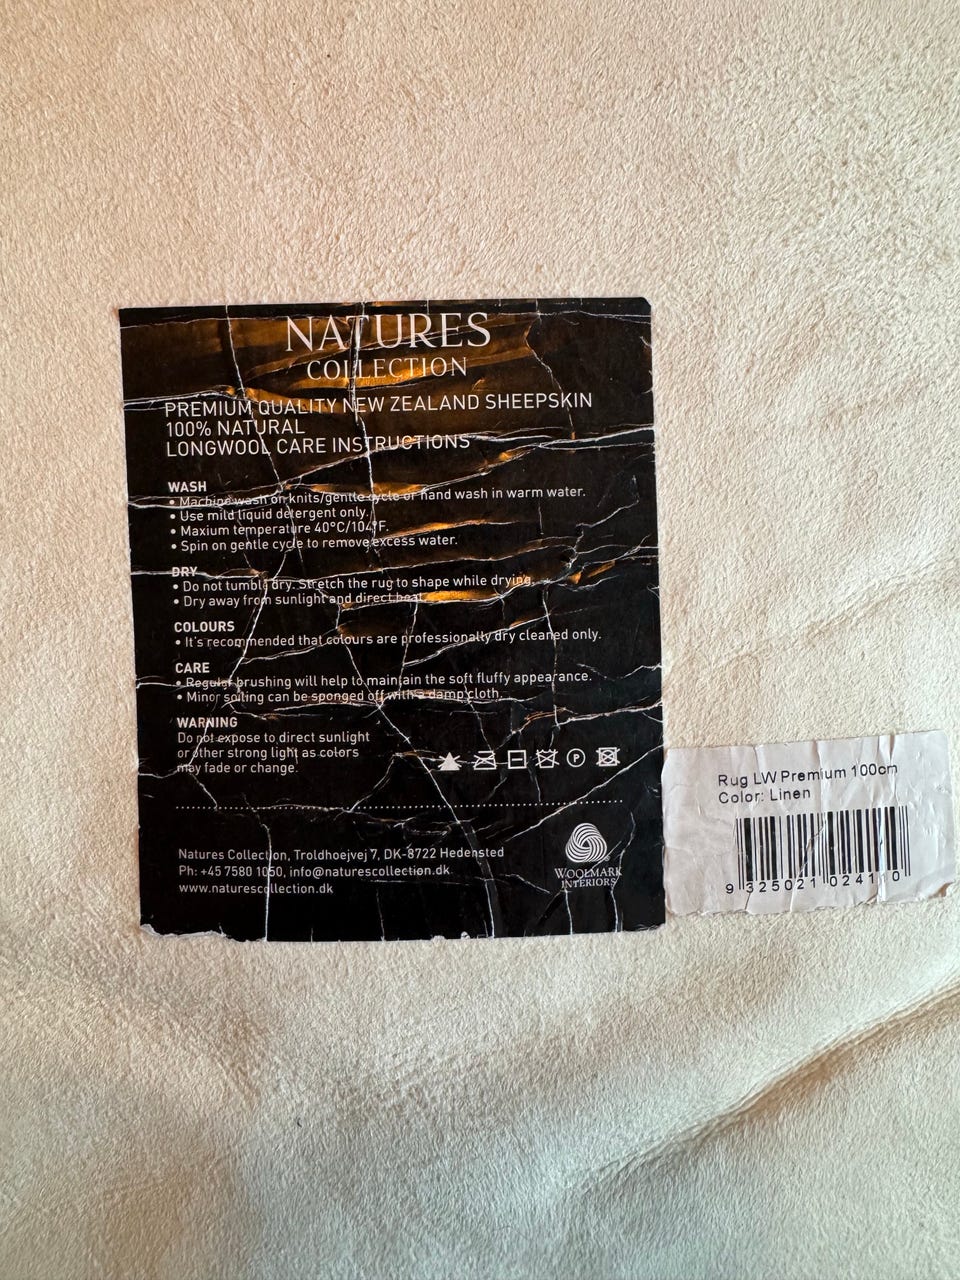 NATURES
COLLECTION
PREMIUM QUALITY NEW ZEALAND SHEEPSKIN
100% NATURAL
LONGWOOL CARE INSTRUCTIONS
WASH
• Machine wash on knits/gentle cycle or hand wash in warm water.
• Use mild liquid detergent only.
• Maxium temperature 40°C/104°F.
• Spin on gentle cycle to remove excess water.
DRY
• Do not tumble dry. Stretch the rug to shape while drying.
• Dry away from sunlight and direct heat.
COLOURS
• It's recommended that colours are professionally dry cleaned only.
CARE
• Regular brushing will help to maintain the soft fluffy appearance.
• Minor soiling can be sponged off with a damp cloth.
WARNING
Do not expose to direct sunlight
or other strong light as colors
may fade or change.
P
Natures Collection, Troldhoejvej 7, DK-8722 Hedensted
Ph: +45 7580 1050, info@naturescollection.dk
www.naturescollection.dk
WOOLMARK
INTERIORS
Rug LW Premium 100cm
Color: Linen
9 325021 024110